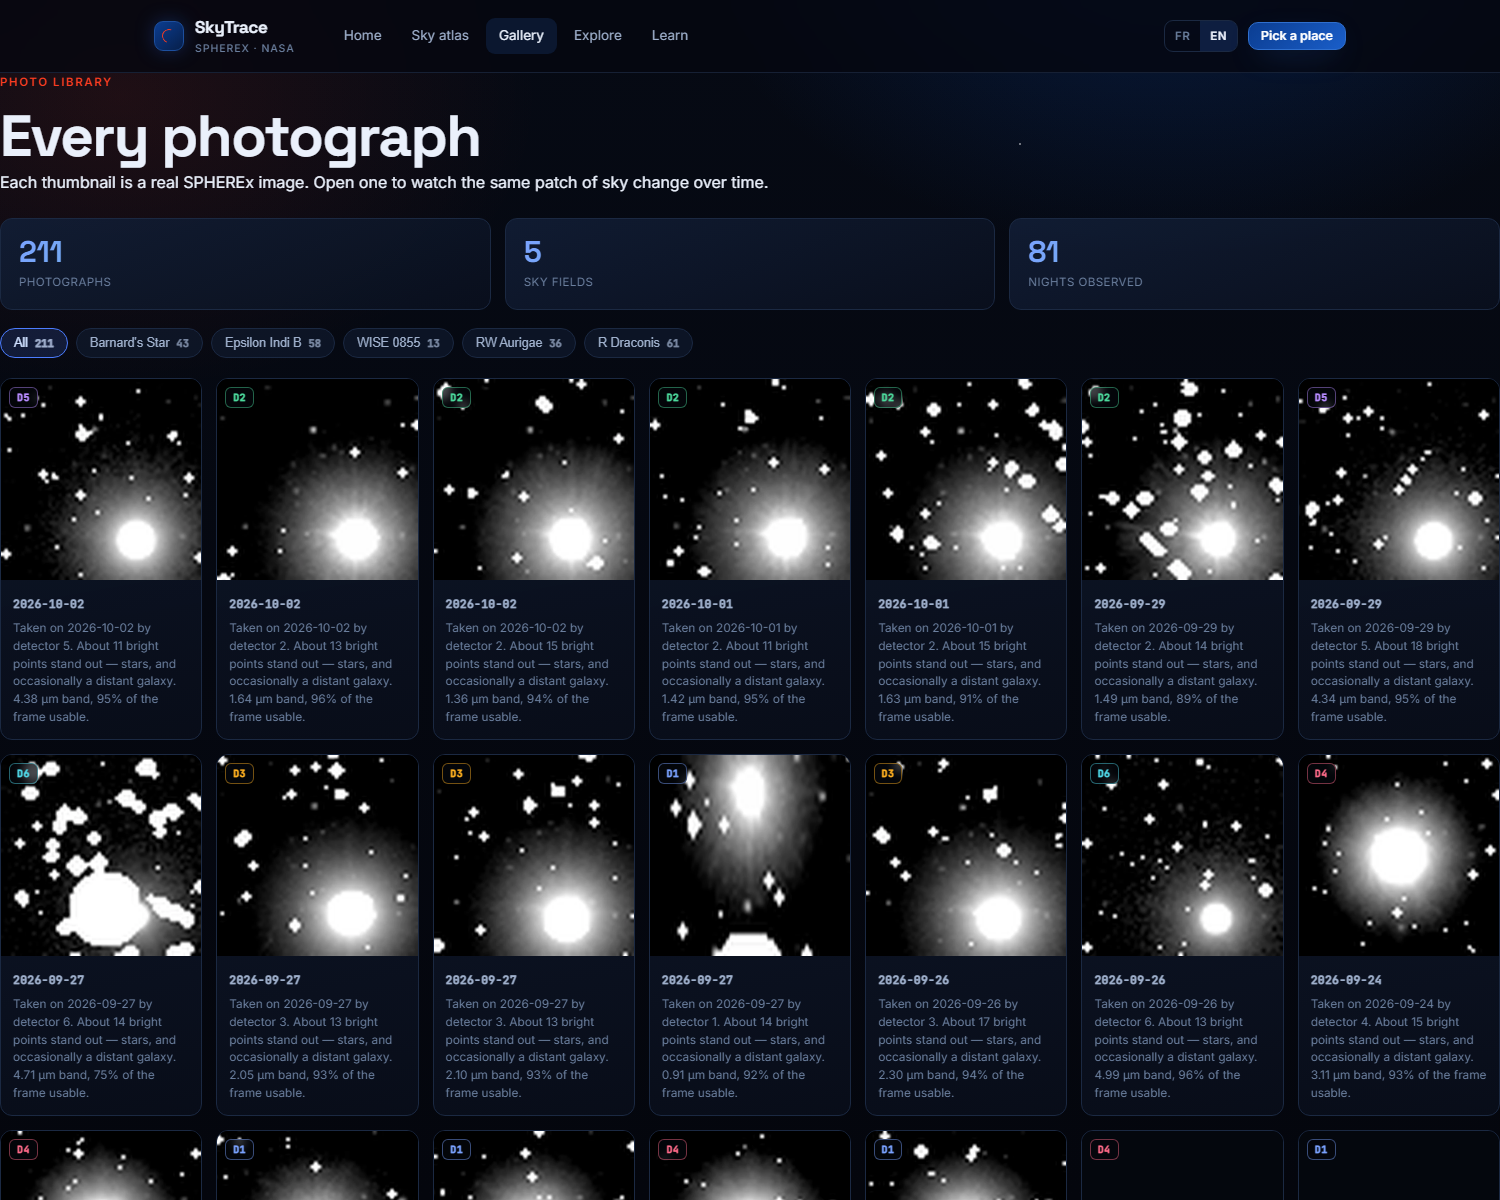 SkyTrace
SPHEREX · NASA
Home
Sky atlas
Gallery
Explore
Learn
FR
EN
Pick a place
PHOTO LIBRARY
Every photograph
Each thumbnail is a real SPHEREx image. Open one to watch the same patch of sky change over time.
211
PHOTOGRAPHS
5
SKY FIELDS
81
NIGHTS OBSERVED
All 211
Barnard's Star 43
Epsilon Indi B 58
WISE 0855 13
RW Aurigae 36
R Draconis 61
D5
2026-10-02
Taken on 2026-10-02 by
detector 5. About 11 bright
points stand out — stars, and
occasionally a distant galaxy.
4.38 µm band, 95% of the
frame usable.
D2
2026-10-02
Taken on 2026-10-02 by
detector 2. About 13 bright
points stand out — stars, and
occasionally a distant galaxy.
1.64 µm band, 96% of the
frame usable.
D2
2026-10-02
Taken on 2026-10-02 by
detector 2. About 15 bright
points stand out — stars, and
occasionally a distant galaxy.
1.36 µm band, 94% of the
frame usable.
D2
2026-10-01
Taken on 2026-10-01 by
detector 2. About 11 bright
points stand out — stars, and
occasionally a distant galaxy.
1.42 µm band, 95% of the
frame usable.
D2
2026-10-01
Taken on 2026-10-01 by
detector 2. About 15 bright
points stand out — stars, and
occasionally a distant galaxy.
1.63 µm band, 91% of the
frame usable.
D2
2026-09-29
Taken on 2026-09-29 by
detector 2. About 14 bright
points stand out — stars, and
occasionally a distant galaxy.
1.49 µm band, 89% of the
frame usable.
D5
2026-09-29
Taken on 2026-09-29 by
detector 5. About 18 bright
points stand out — stars, and
occasionally a distant galaxy.
4.34 µm band, 95% of the
frame usable.
D6
2026-09-27
Taken on 2026-09-27 by
detector 6. About 14 bright
points stand out — stars, and
occasionally a distant galaxy.
4.71 µm band, 75% of the
frame usable.
D3
2026-09-27
Taken on 2026-09-27 by
detector 3. About 13 bright
points stand out — stars, and
occasionally a distant galaxy.
2.05 µm band, 93% of the
frame usable.
D3
2026-09-27
Taken on 2026-09-27 by
detector 3. About 13 bright
points stand out — stars, and
occasionally a distant galaxy.
2.10 µm band, 93% of the
frame usable.
D1
2026-09-27
Taken on 2026-09-27 by
detector 1. About 14 bright
points stand out — stars, and
occasionally a distant galaxy.
0.91 µm band, 92% of the
frame usable.
D3
2026-09-26
Taken on 2026-09-26 by
detector 3. About 17 bright
points stand out — stars, and
occasionally a distant galaxy.
2.30 µm band, 94% of the
frame usable.
D6
2026-09-26
Taken on 2026-09-26 by
detector 6. About 13 bright
points stand out — stars, and
occasionally a distant galaxy.
4.99 µm band, 96% of the
frame usable.
D4
2026-09-24
Taken on 2026-09-24 by
detector 4. About 15 bright
points stand out — stars, and
occasionally a distant galaxy.
3.11 µm band, 93% of the frame
usable.
D4
D1
D1
D4
D1
D4
D1